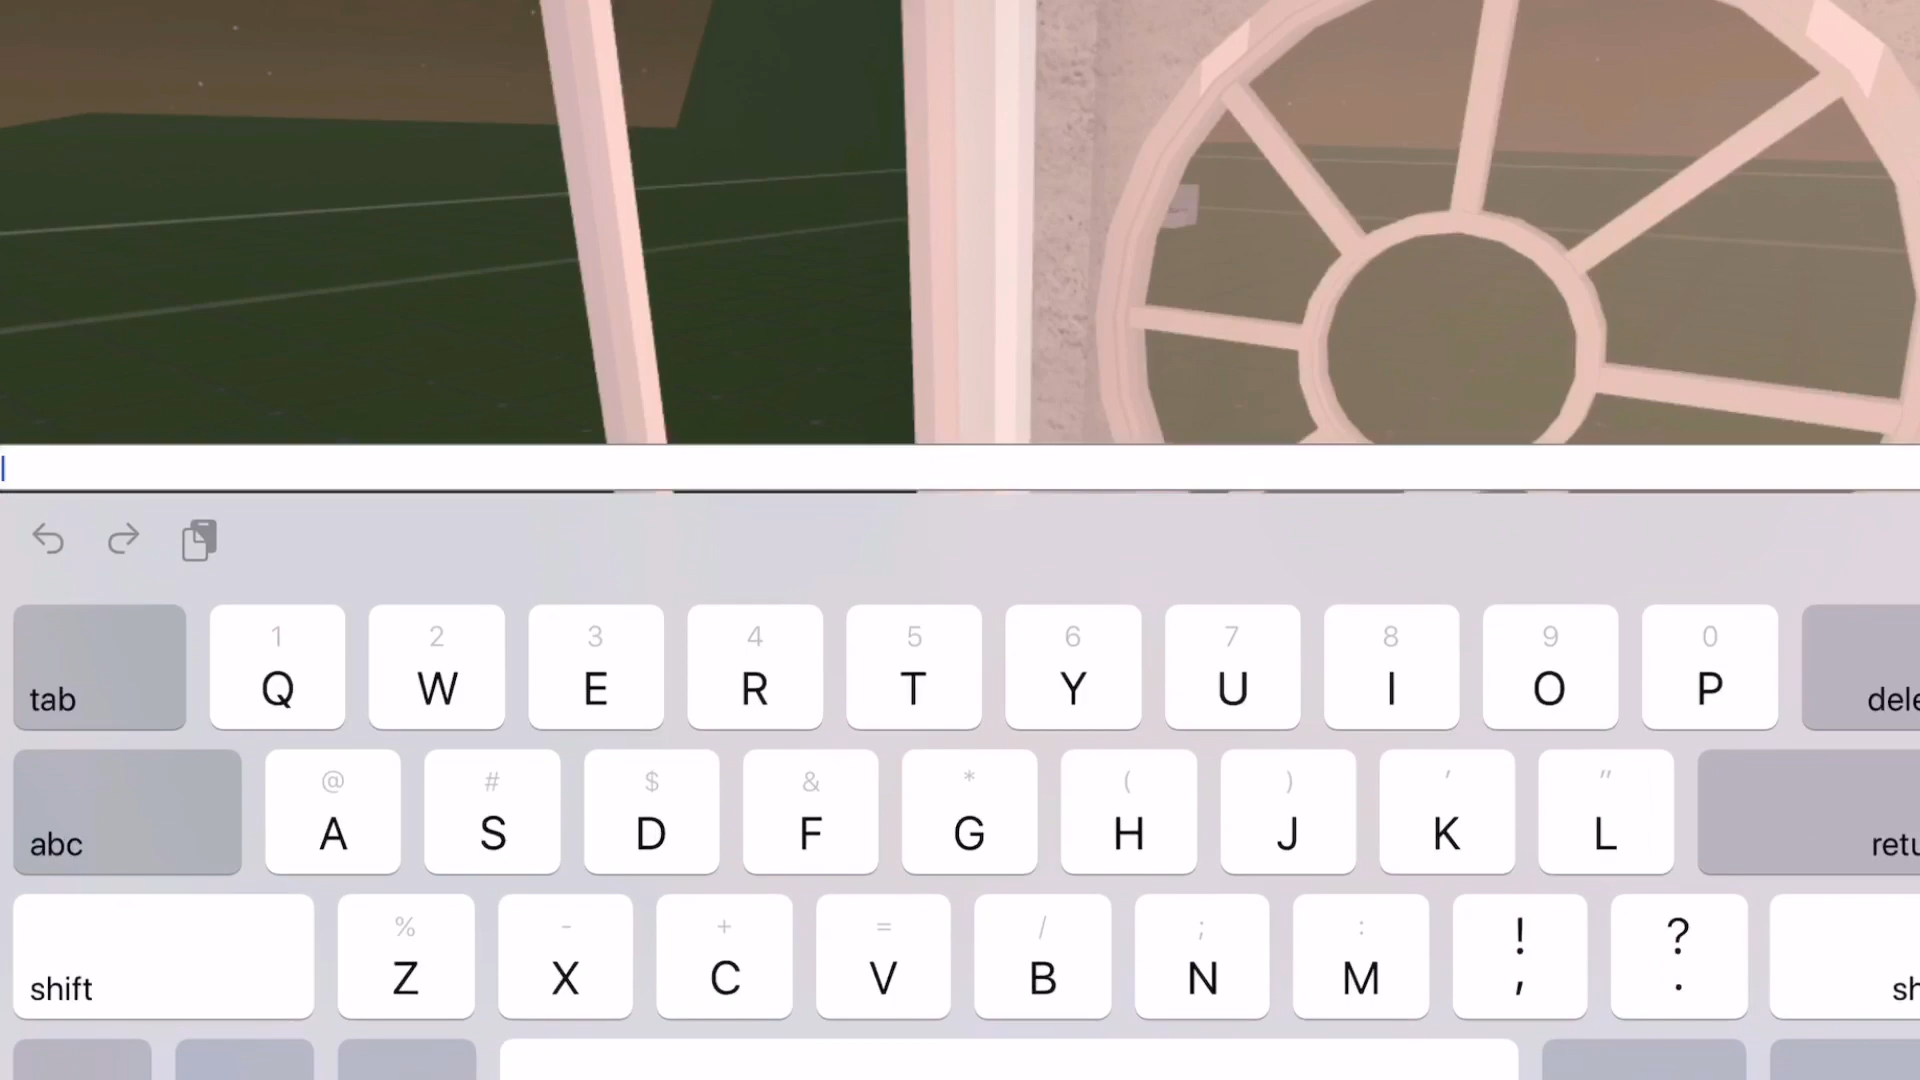 1 2 3 4 5 6 7 8 9 0
tab Q W E R T Y U I O P dele
@ # $ & * ( ) ' "
abc A S D F G H J K L retu
% - + = / ; : ! ?
shift Z X C V B N M , . sh